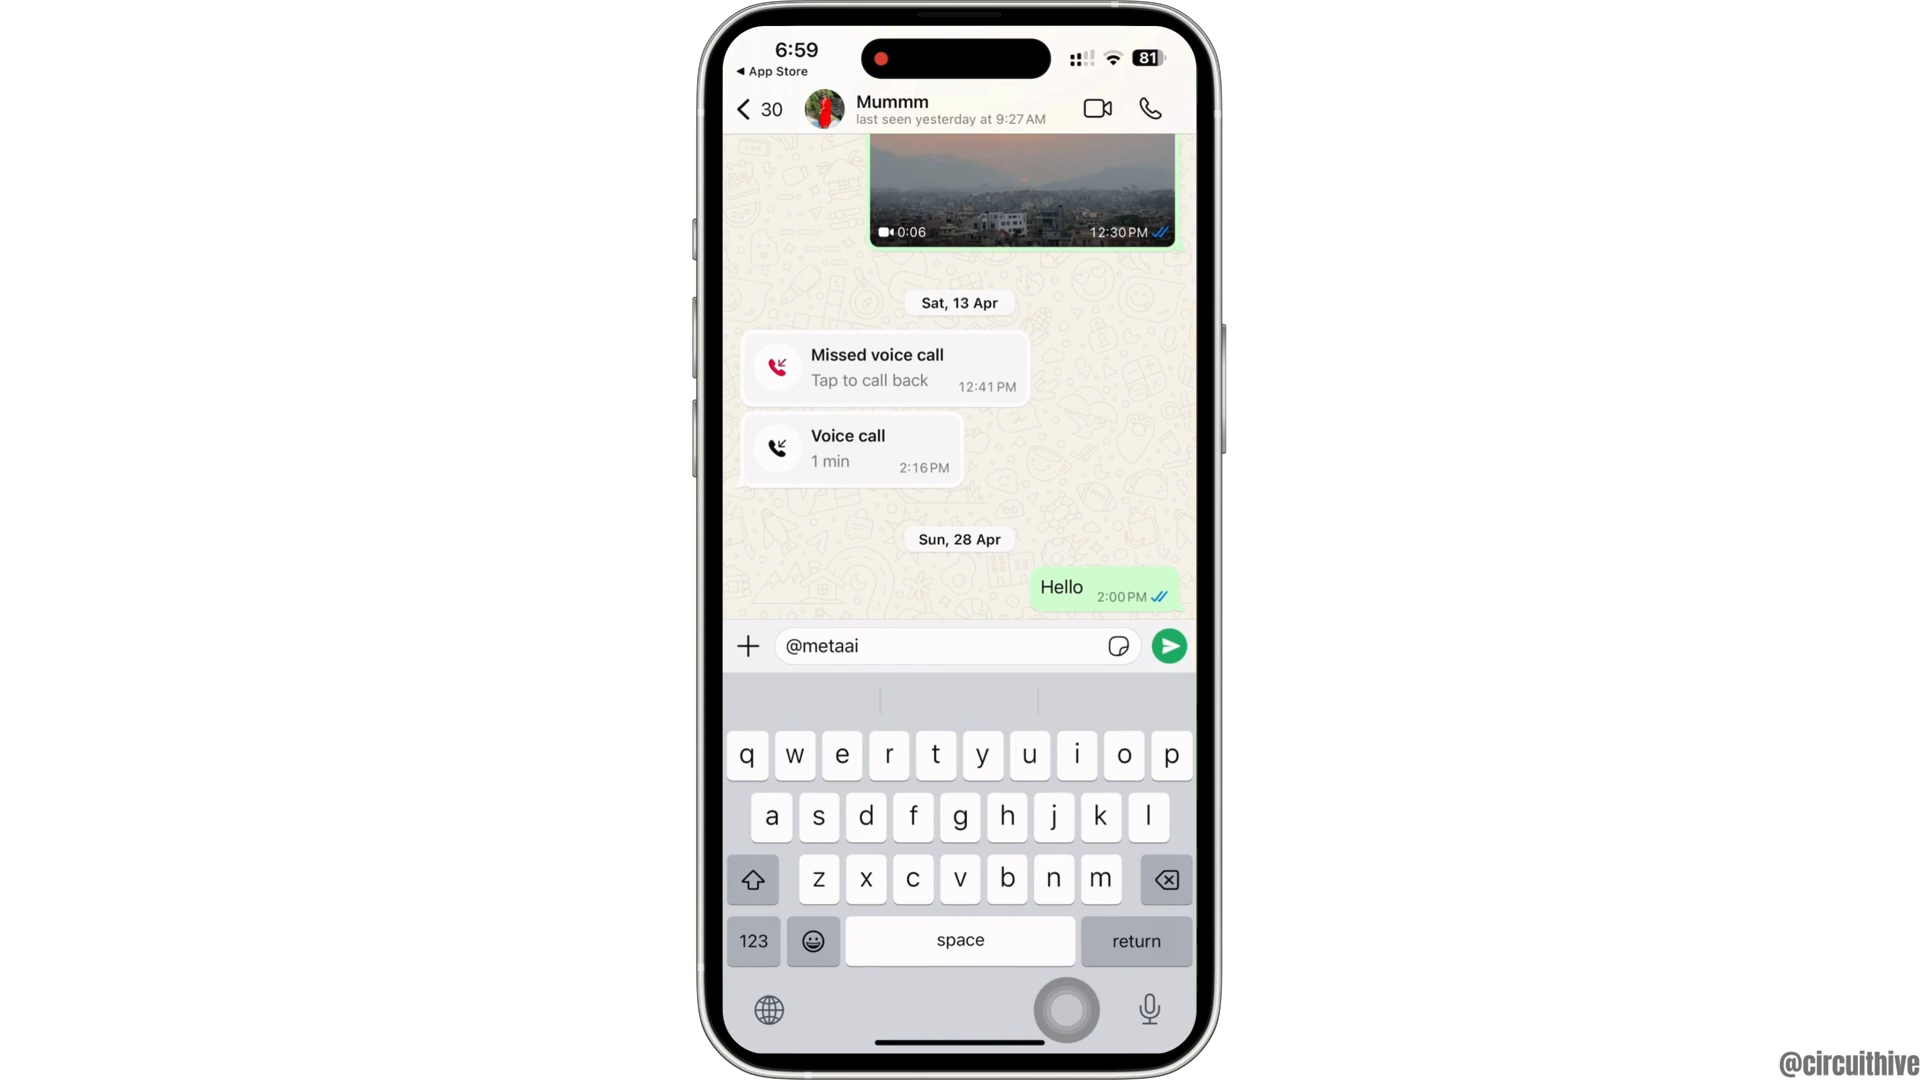 6:59
App Store
81
30
Mummm
last seen yesterday at 9:27 AM
0:06
12:30 PM
Sat, 13 Apr
Missed voice call
Tap to call back
12:41 PM
Voice call
1 min
2:16 PM
Sun, 28 Apr
Hello
2:00 PM
@metaai
q w e r t y u i o p
a s d f g h j k l
z x c v b n m
123
space
return
@circuithive